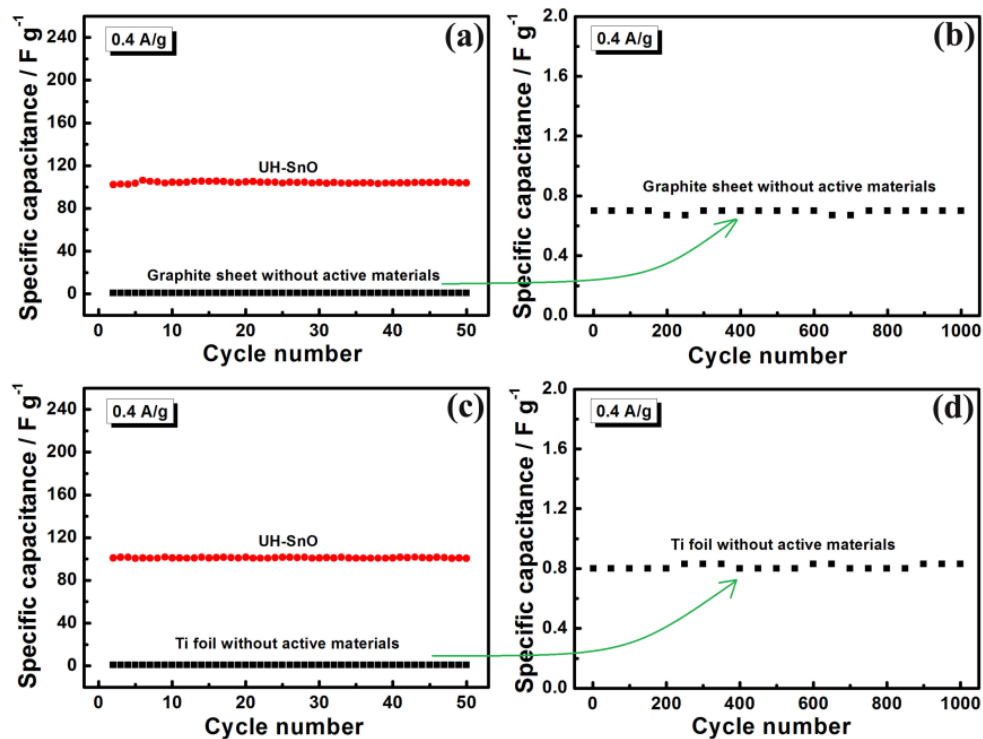 0.4 A/g
(a)
UH-SnO
Graphite sheet without active materials
Specific capacitance / F g⁻¹
240
200
160
120
80
40
0
0 10 20 30 40 50
Cycle number
0.4 A/g
(b)
Graphite sheet without active materials
Specific capacitance / F g⁻¹
2.0
1.6
1.2
0.8
0.4
0.0
0 200 400 600 800 1000
Cycle number
0.4 A/g
(c)
UH-SnO
Ti foil without active materials
Specific capacitance / F g⁻¹
240
200
160
120
80
40
0
0 10 20 30 40 50
Cycle number
0.4 A/g
(d)
Ti foil without active materials
Specific capacitance / F g⁻¹
2.0
1.6
1.2
0.8
0.4
0.0
0 200 400 600 800 1000
Cycle number